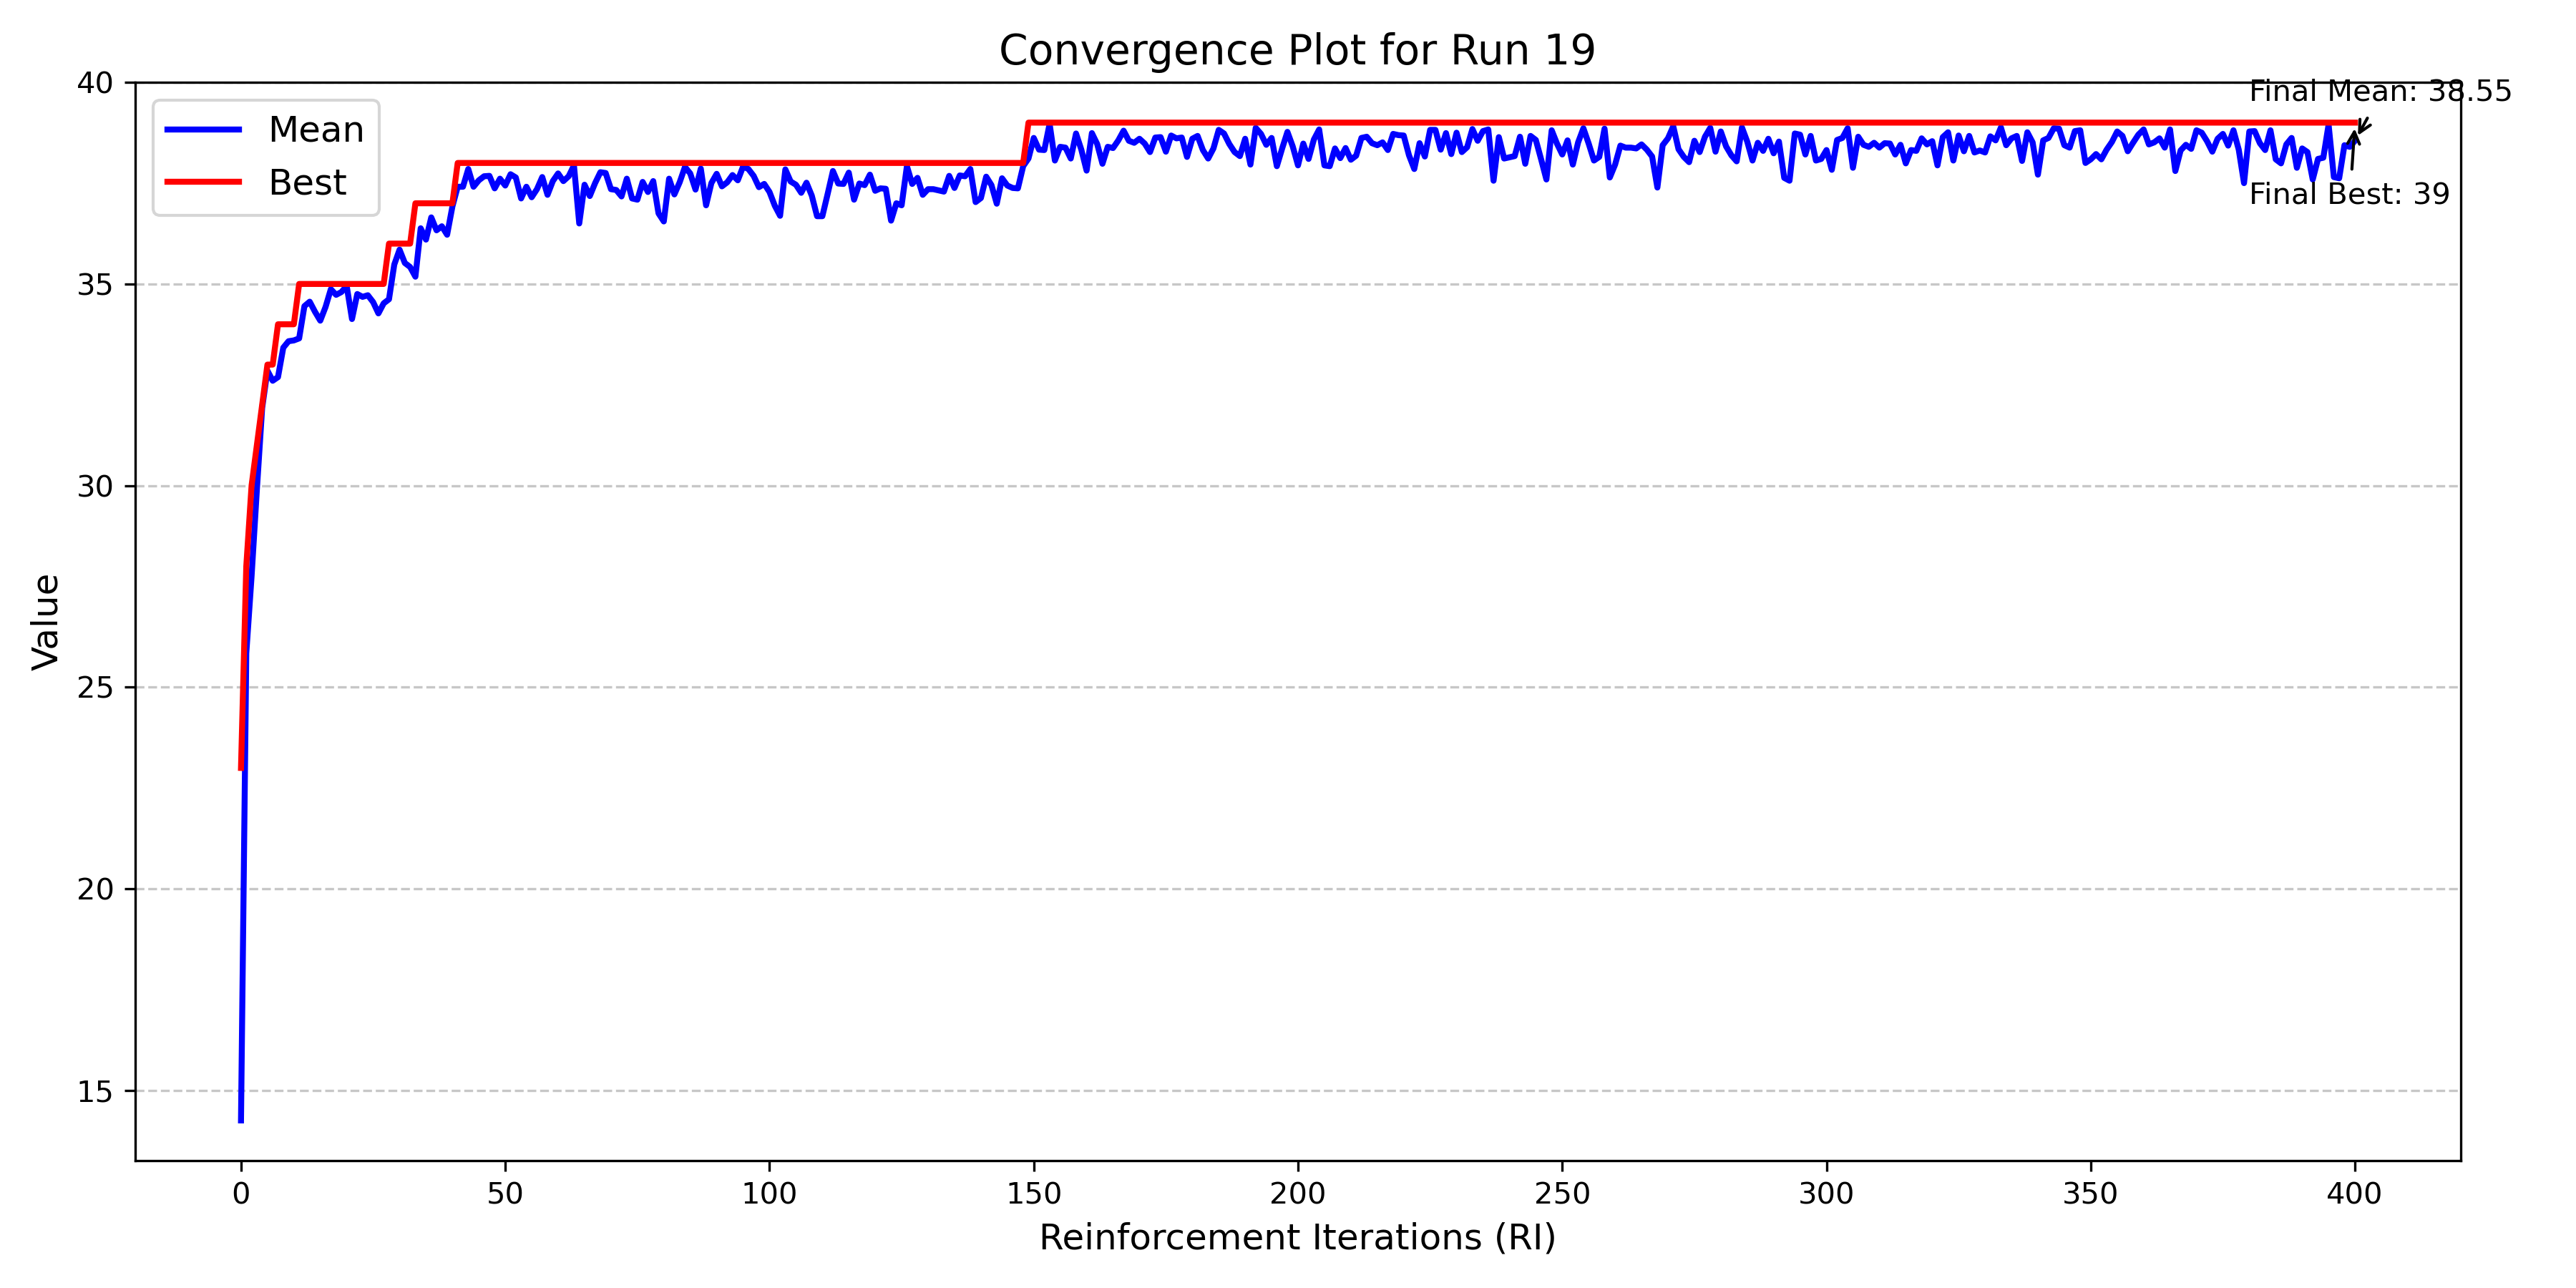 Convergence Plot for Run 19
Mean
Best
Final Mean: 38.55
Final Best: 39
Value
40
35
30
25
20
15
0
50
100
150
200
250
300
350
400
Reinforcement Iterations (RI)